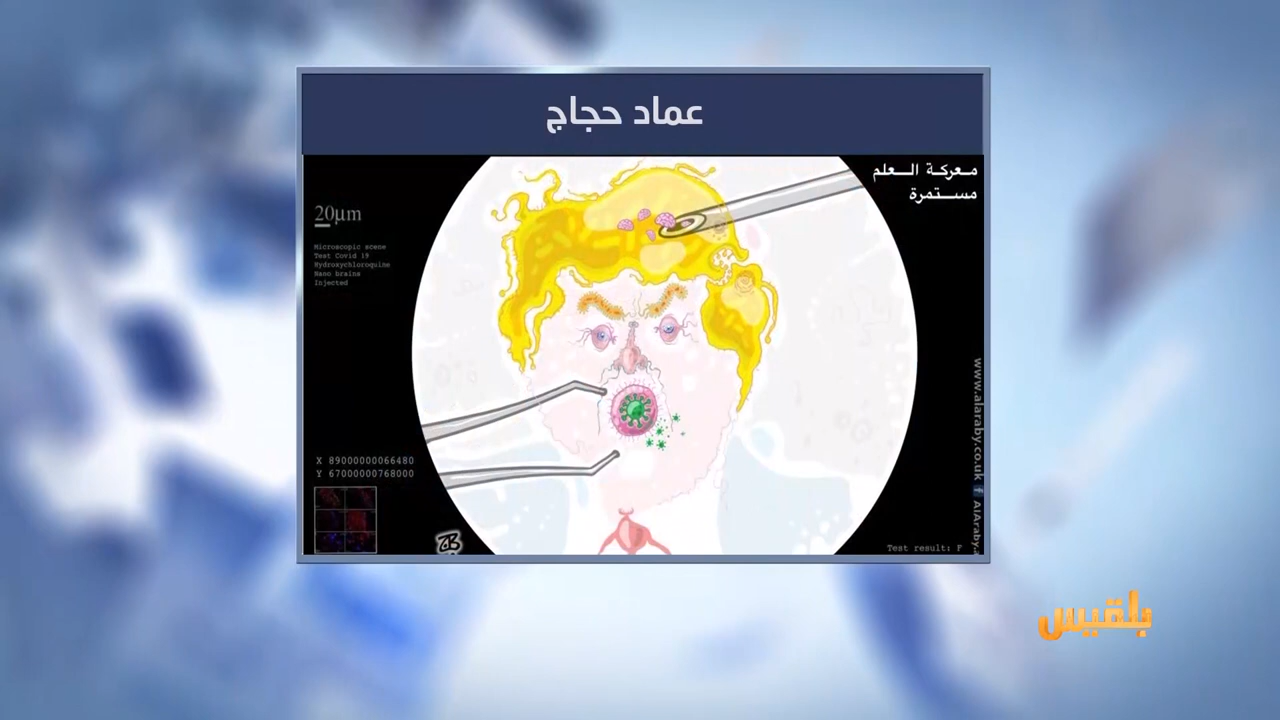 عماد حجاج
معركة العلم
مستمرة
20µm
Microscopic scene
Test Covid 19
Hydroxychloroquine
Nano brains
Injected
X 89000000066480
Y 67000000768000
www.alaraby.co.uk f AlAraby.
Test result: F
بلقيس